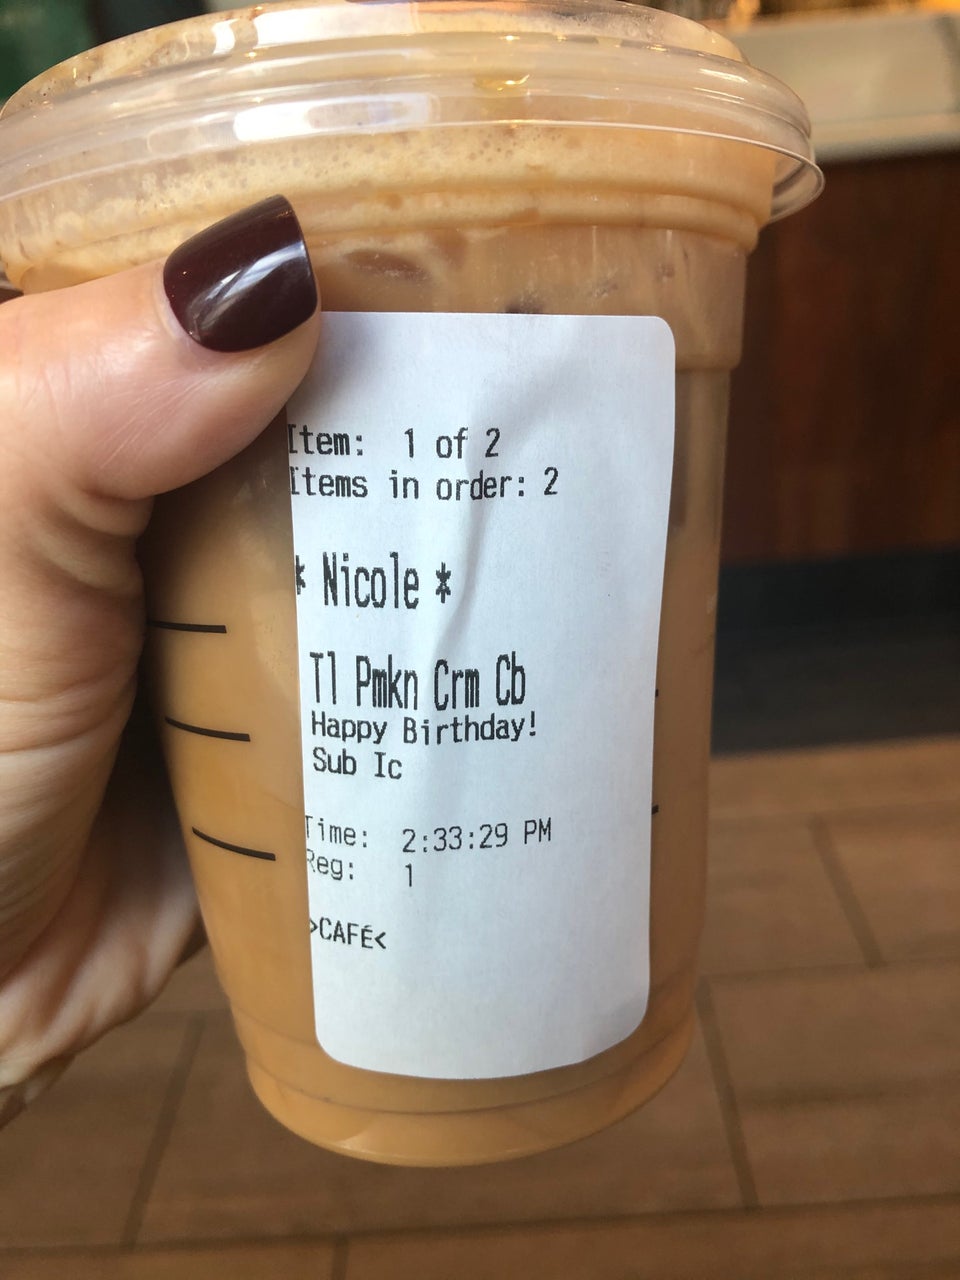 Item: 1 of 2
Items in order: 2
* Nicole *
Tl Pmkn Crm Cb
Happy Birthday!
Sub Ic
Time: 2:33:29 PM
Reg: 1
>CAFÉ<